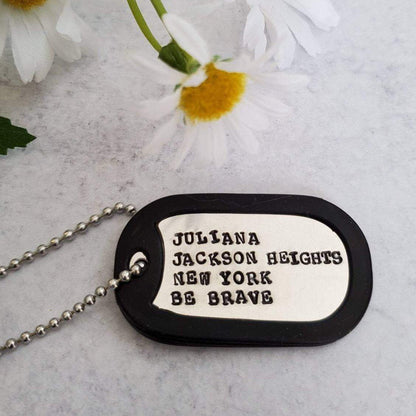 JULIANA
JACKSON HEIGHTS
NEW YORK
BE BRAVE